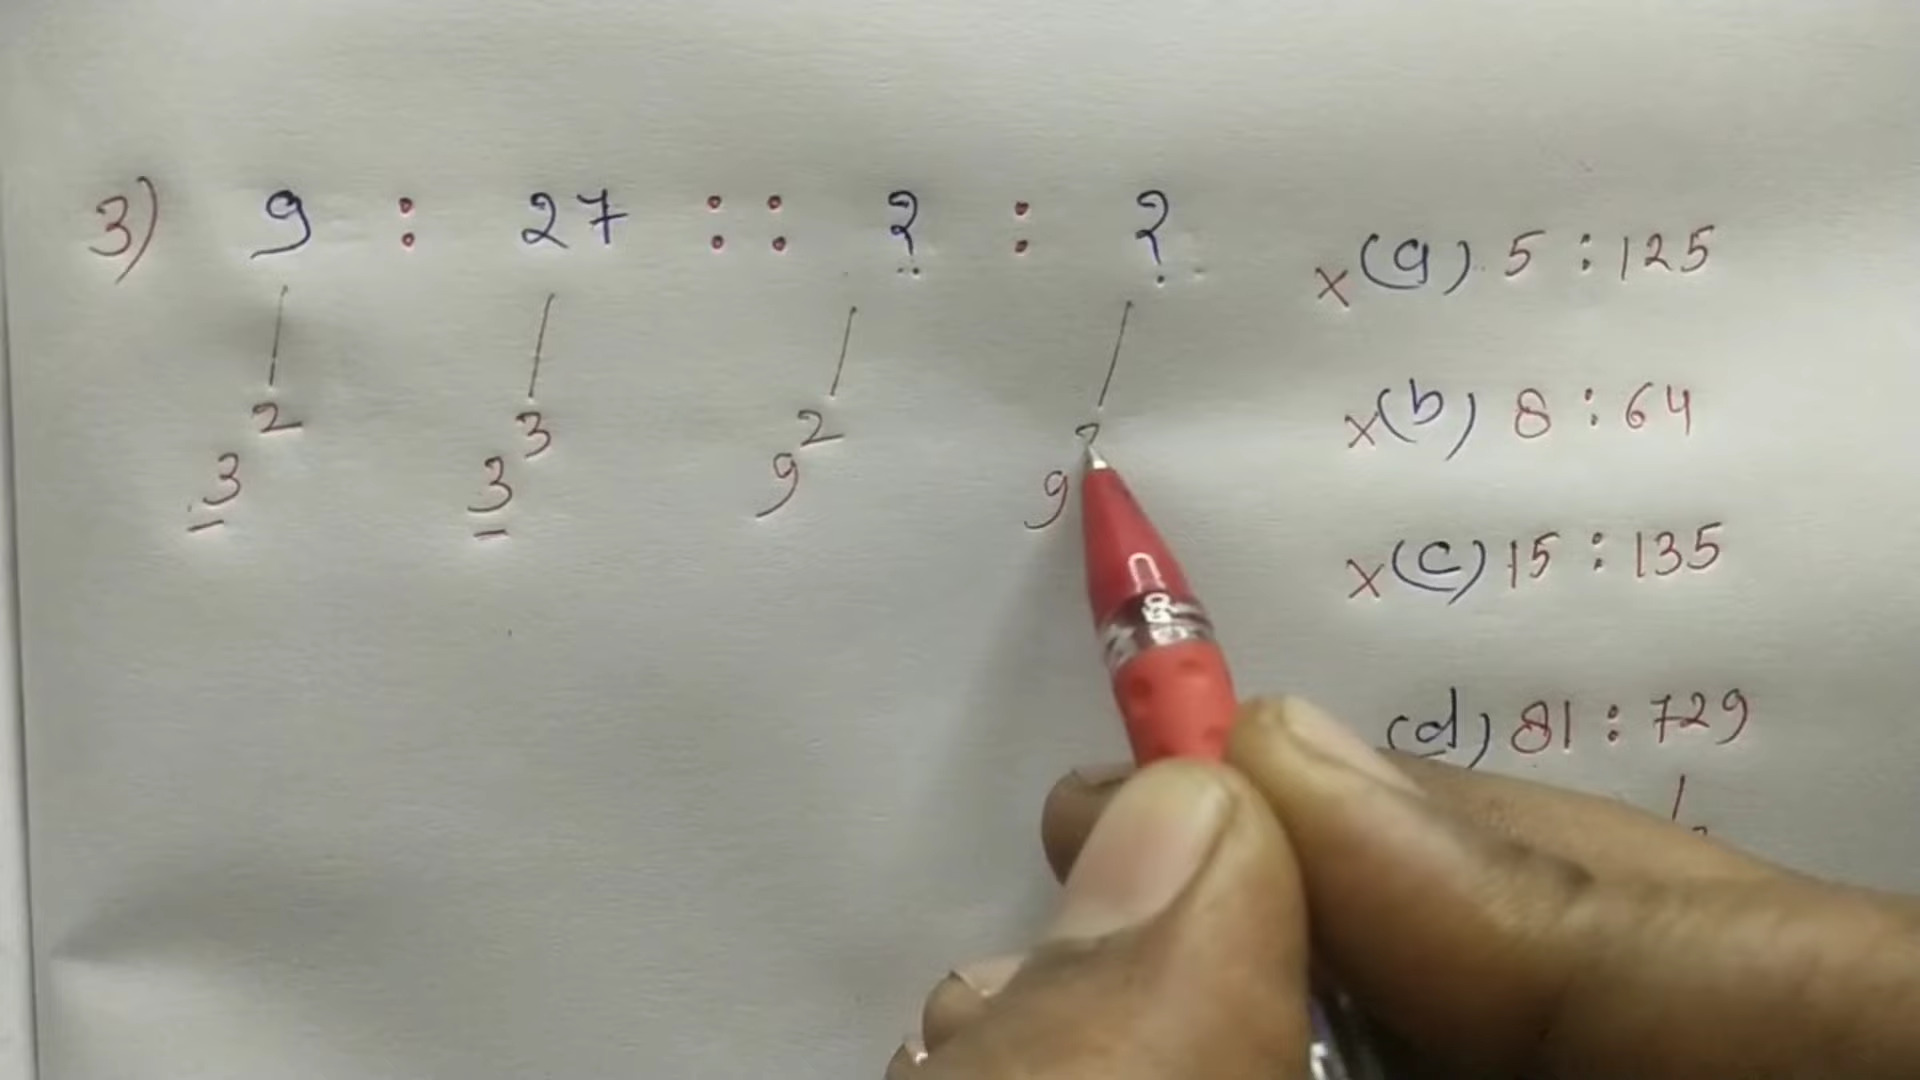 3) 9 : 27 :: ? : ?
3² 3³ 9² 9
×(a) 5 : 125
×(b) 8 : 64
×(c) 15 : 135
(d) 81 : 729